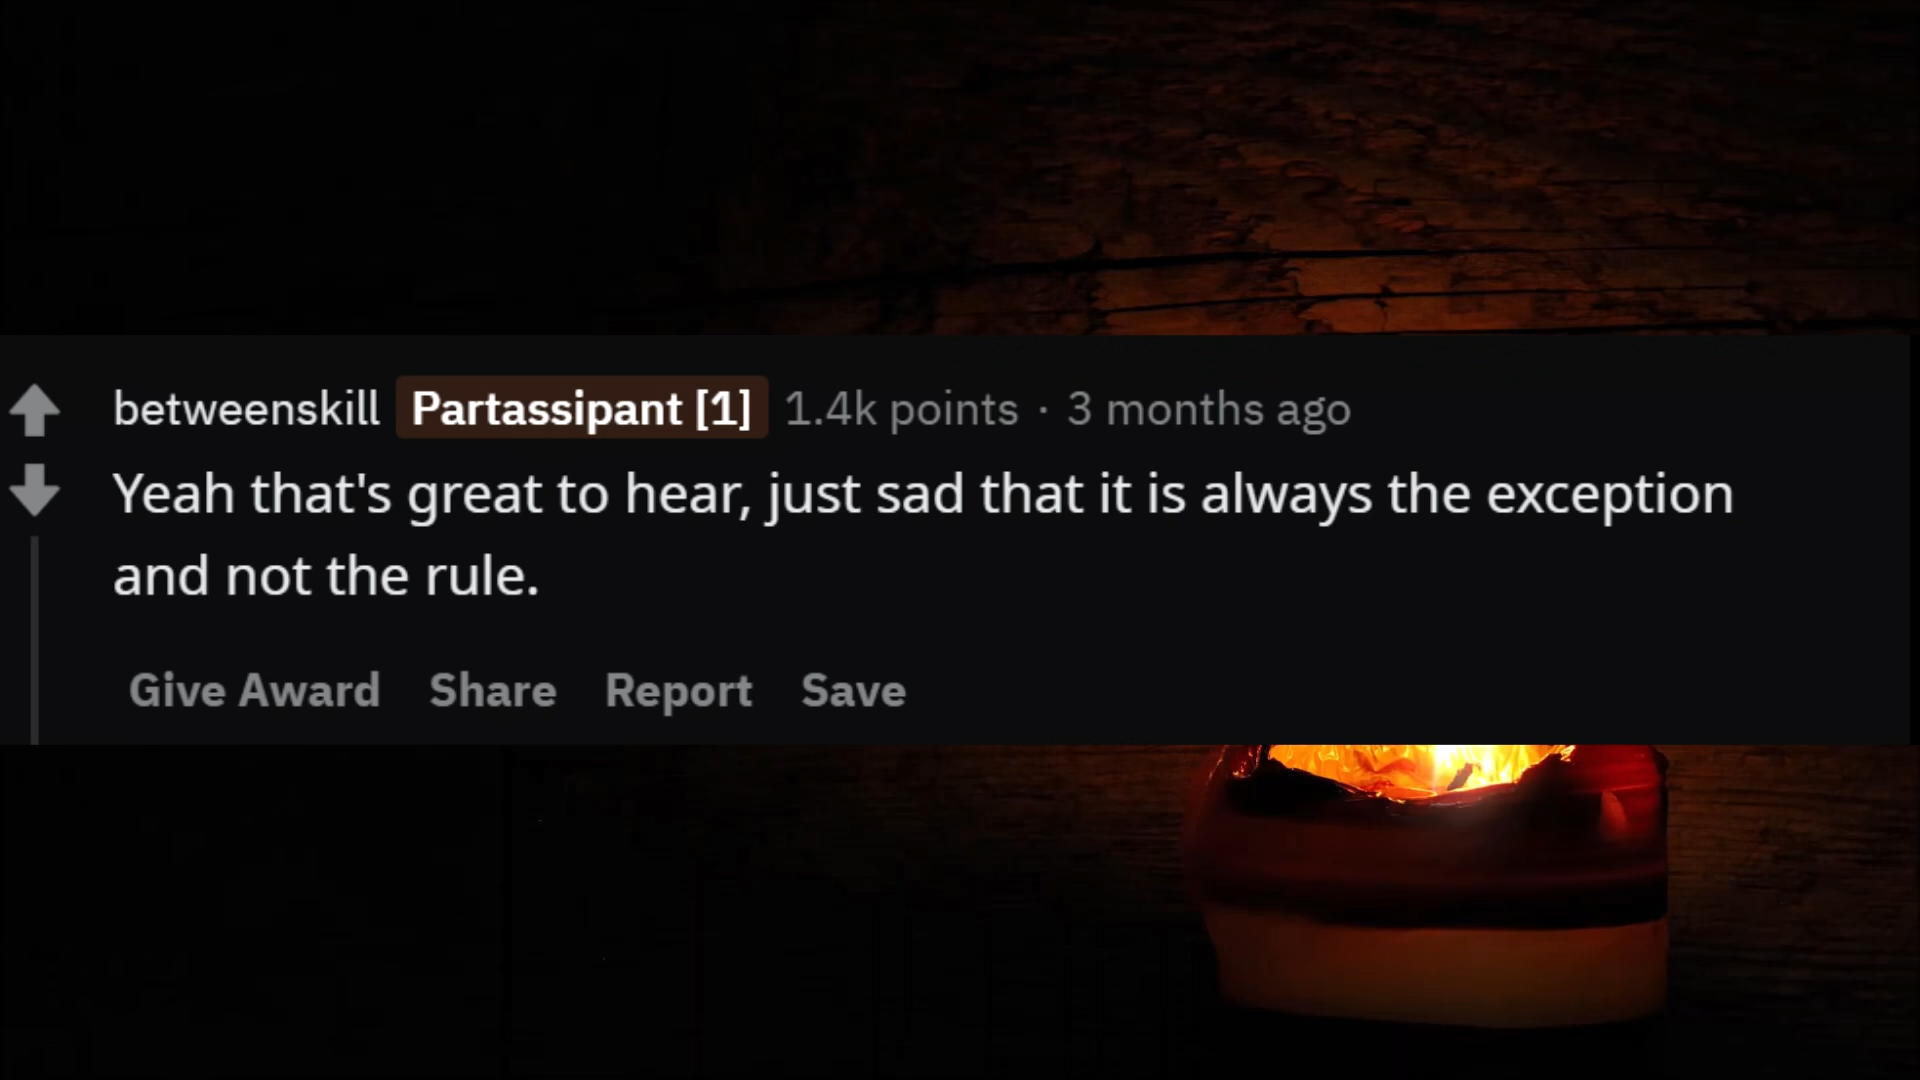 betweenskill Partassipant [1] 1.4k points · 3 months ago
Yeah that's great to hear, just sad that it is always the exception
and not the rule.
Give Award Share Report Save